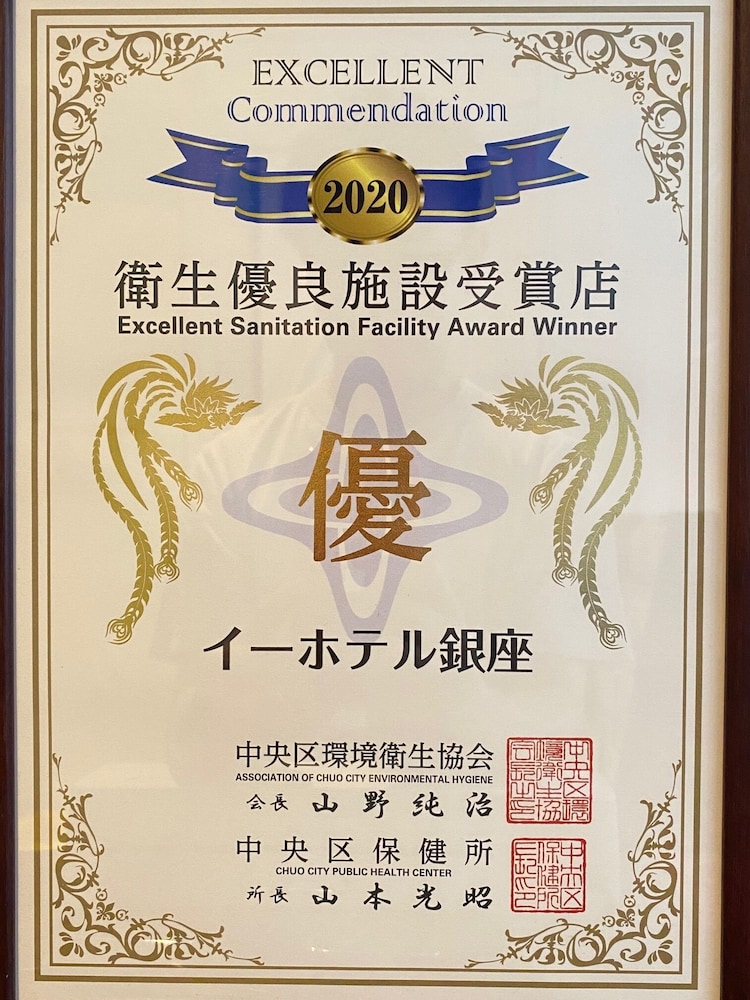 EXCELLENT
Commendation
2020
衛生優良施設受賞店
Excellent Sanitation Facility Award Winner
優
イーホテル銀座
中央区環境衛生協会
ASSOCIATION OF CHUO CITY ENVIRONMENTAL HYGIENE
会長 山野純治
中央区保健所
CHUO CITY PUBLIC HEALTH CENTER
所長 山本光昭